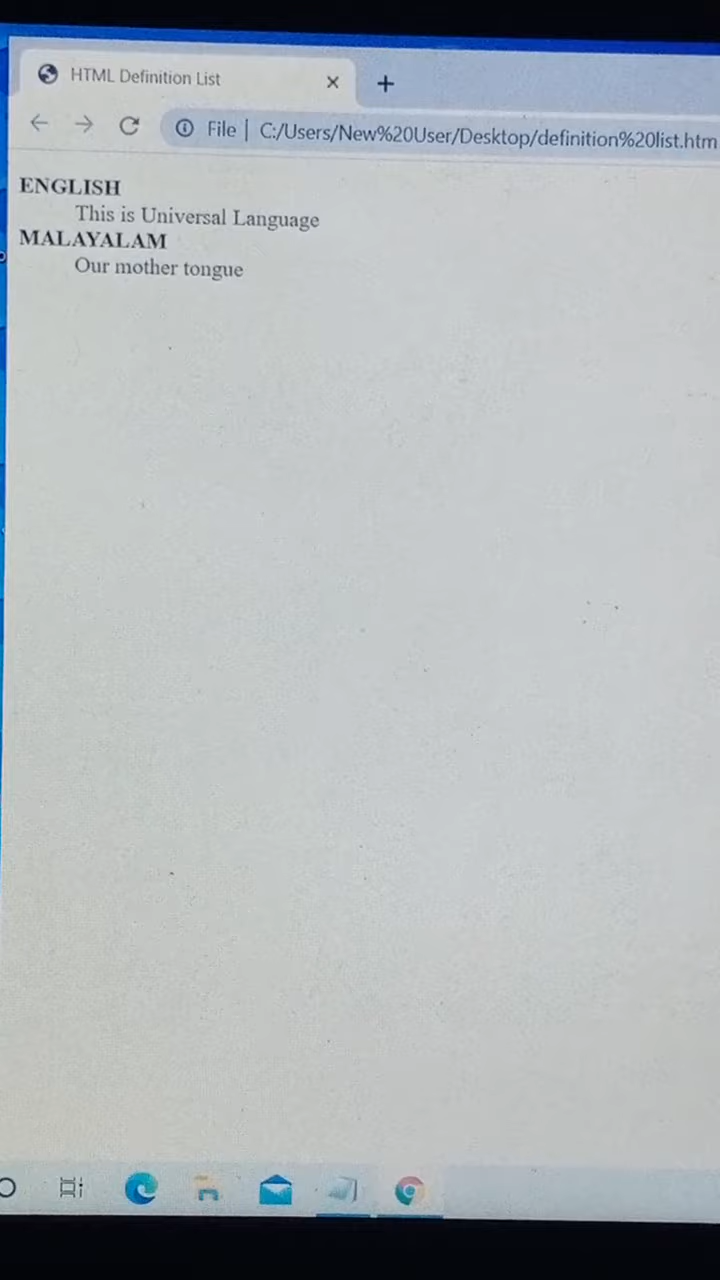 HTML Definition List
File | C:/Users/New%20User/Desktop/definition%20list.htm
ENGLISH
This is Universal Language
MALAYALAM
Our mother tongue